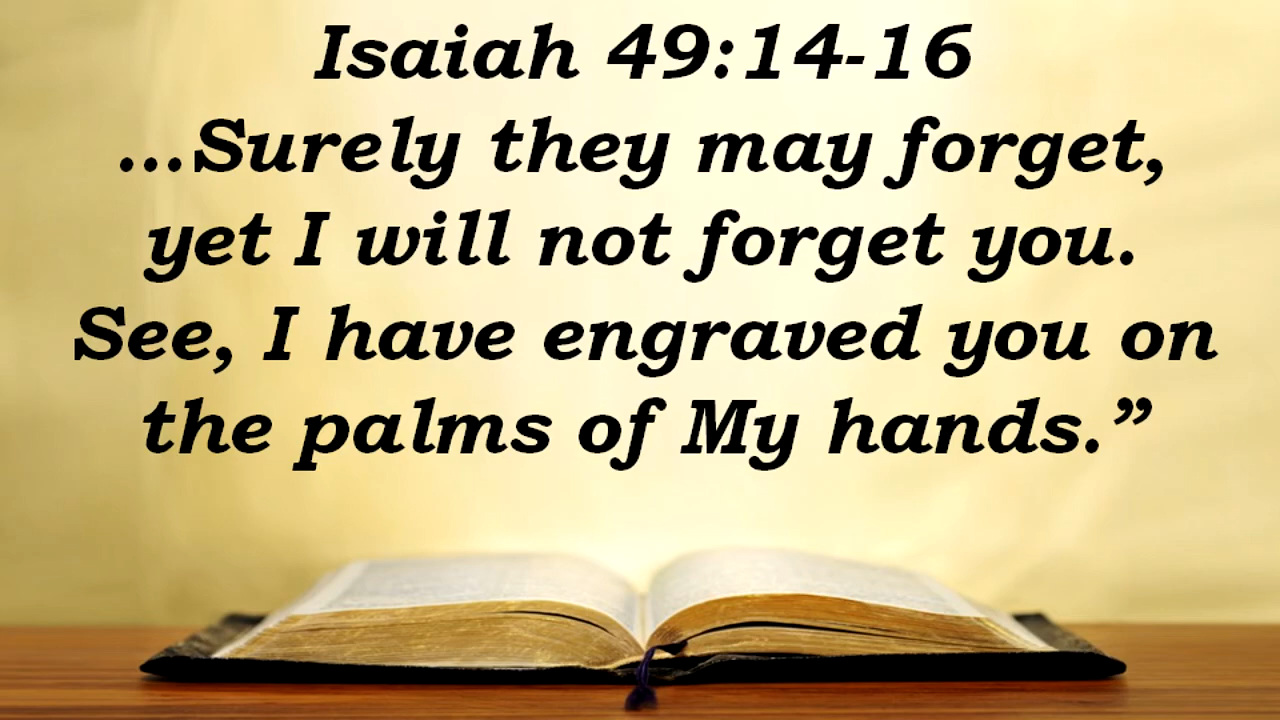 Isaiah 49:14-16
...Surely they may forget,
yet I will not forget you.
See, I have engraved you on
the palms of My hands.”